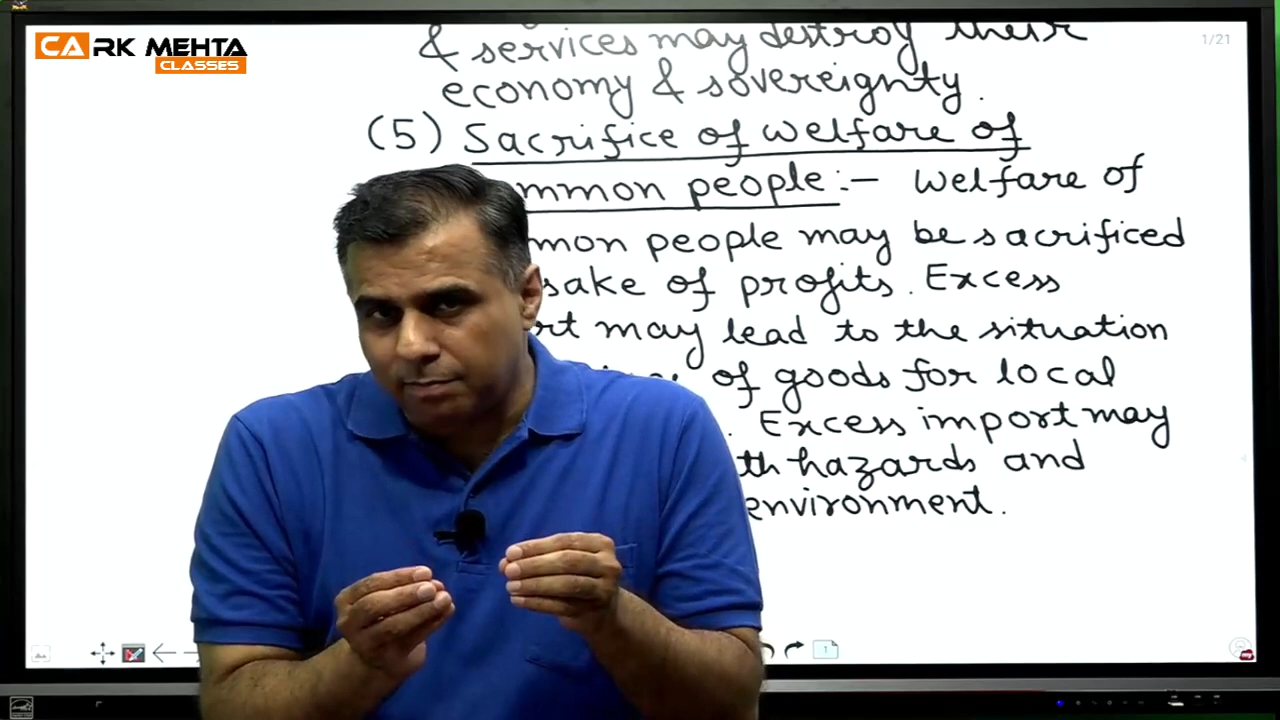 CARK MEHTA
CLASSES
1/21
& services may destroy their
economy & sovereignty.
(5) Sacrifice of welfare of
mmon people :- Welfare of
mon people may be sacrificed
sake of profits. Excess
rt may lead to the situation
of goods for local
. Excess import may
th hazards and
environment.
1